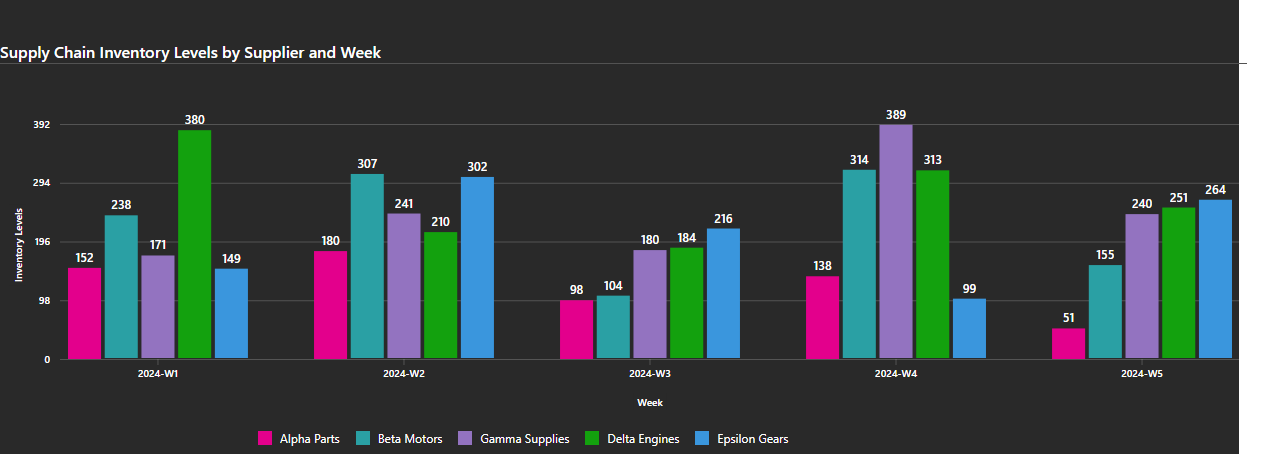 Supply Chain Inventory Levels by Supplier and Week
392
294
196
98
0
Inventory Levels
152 238 171 380 149
180 307 241 210 302
98 104 180 184 216
138 314 389 313 99
51 155 240 251 264
2024-W1 2024-W2 2024-W3 2024-W4 2024-W5
Week
Alpha Parts Beta Motors Gamma Supplies Delta Engines Epsilon Gears